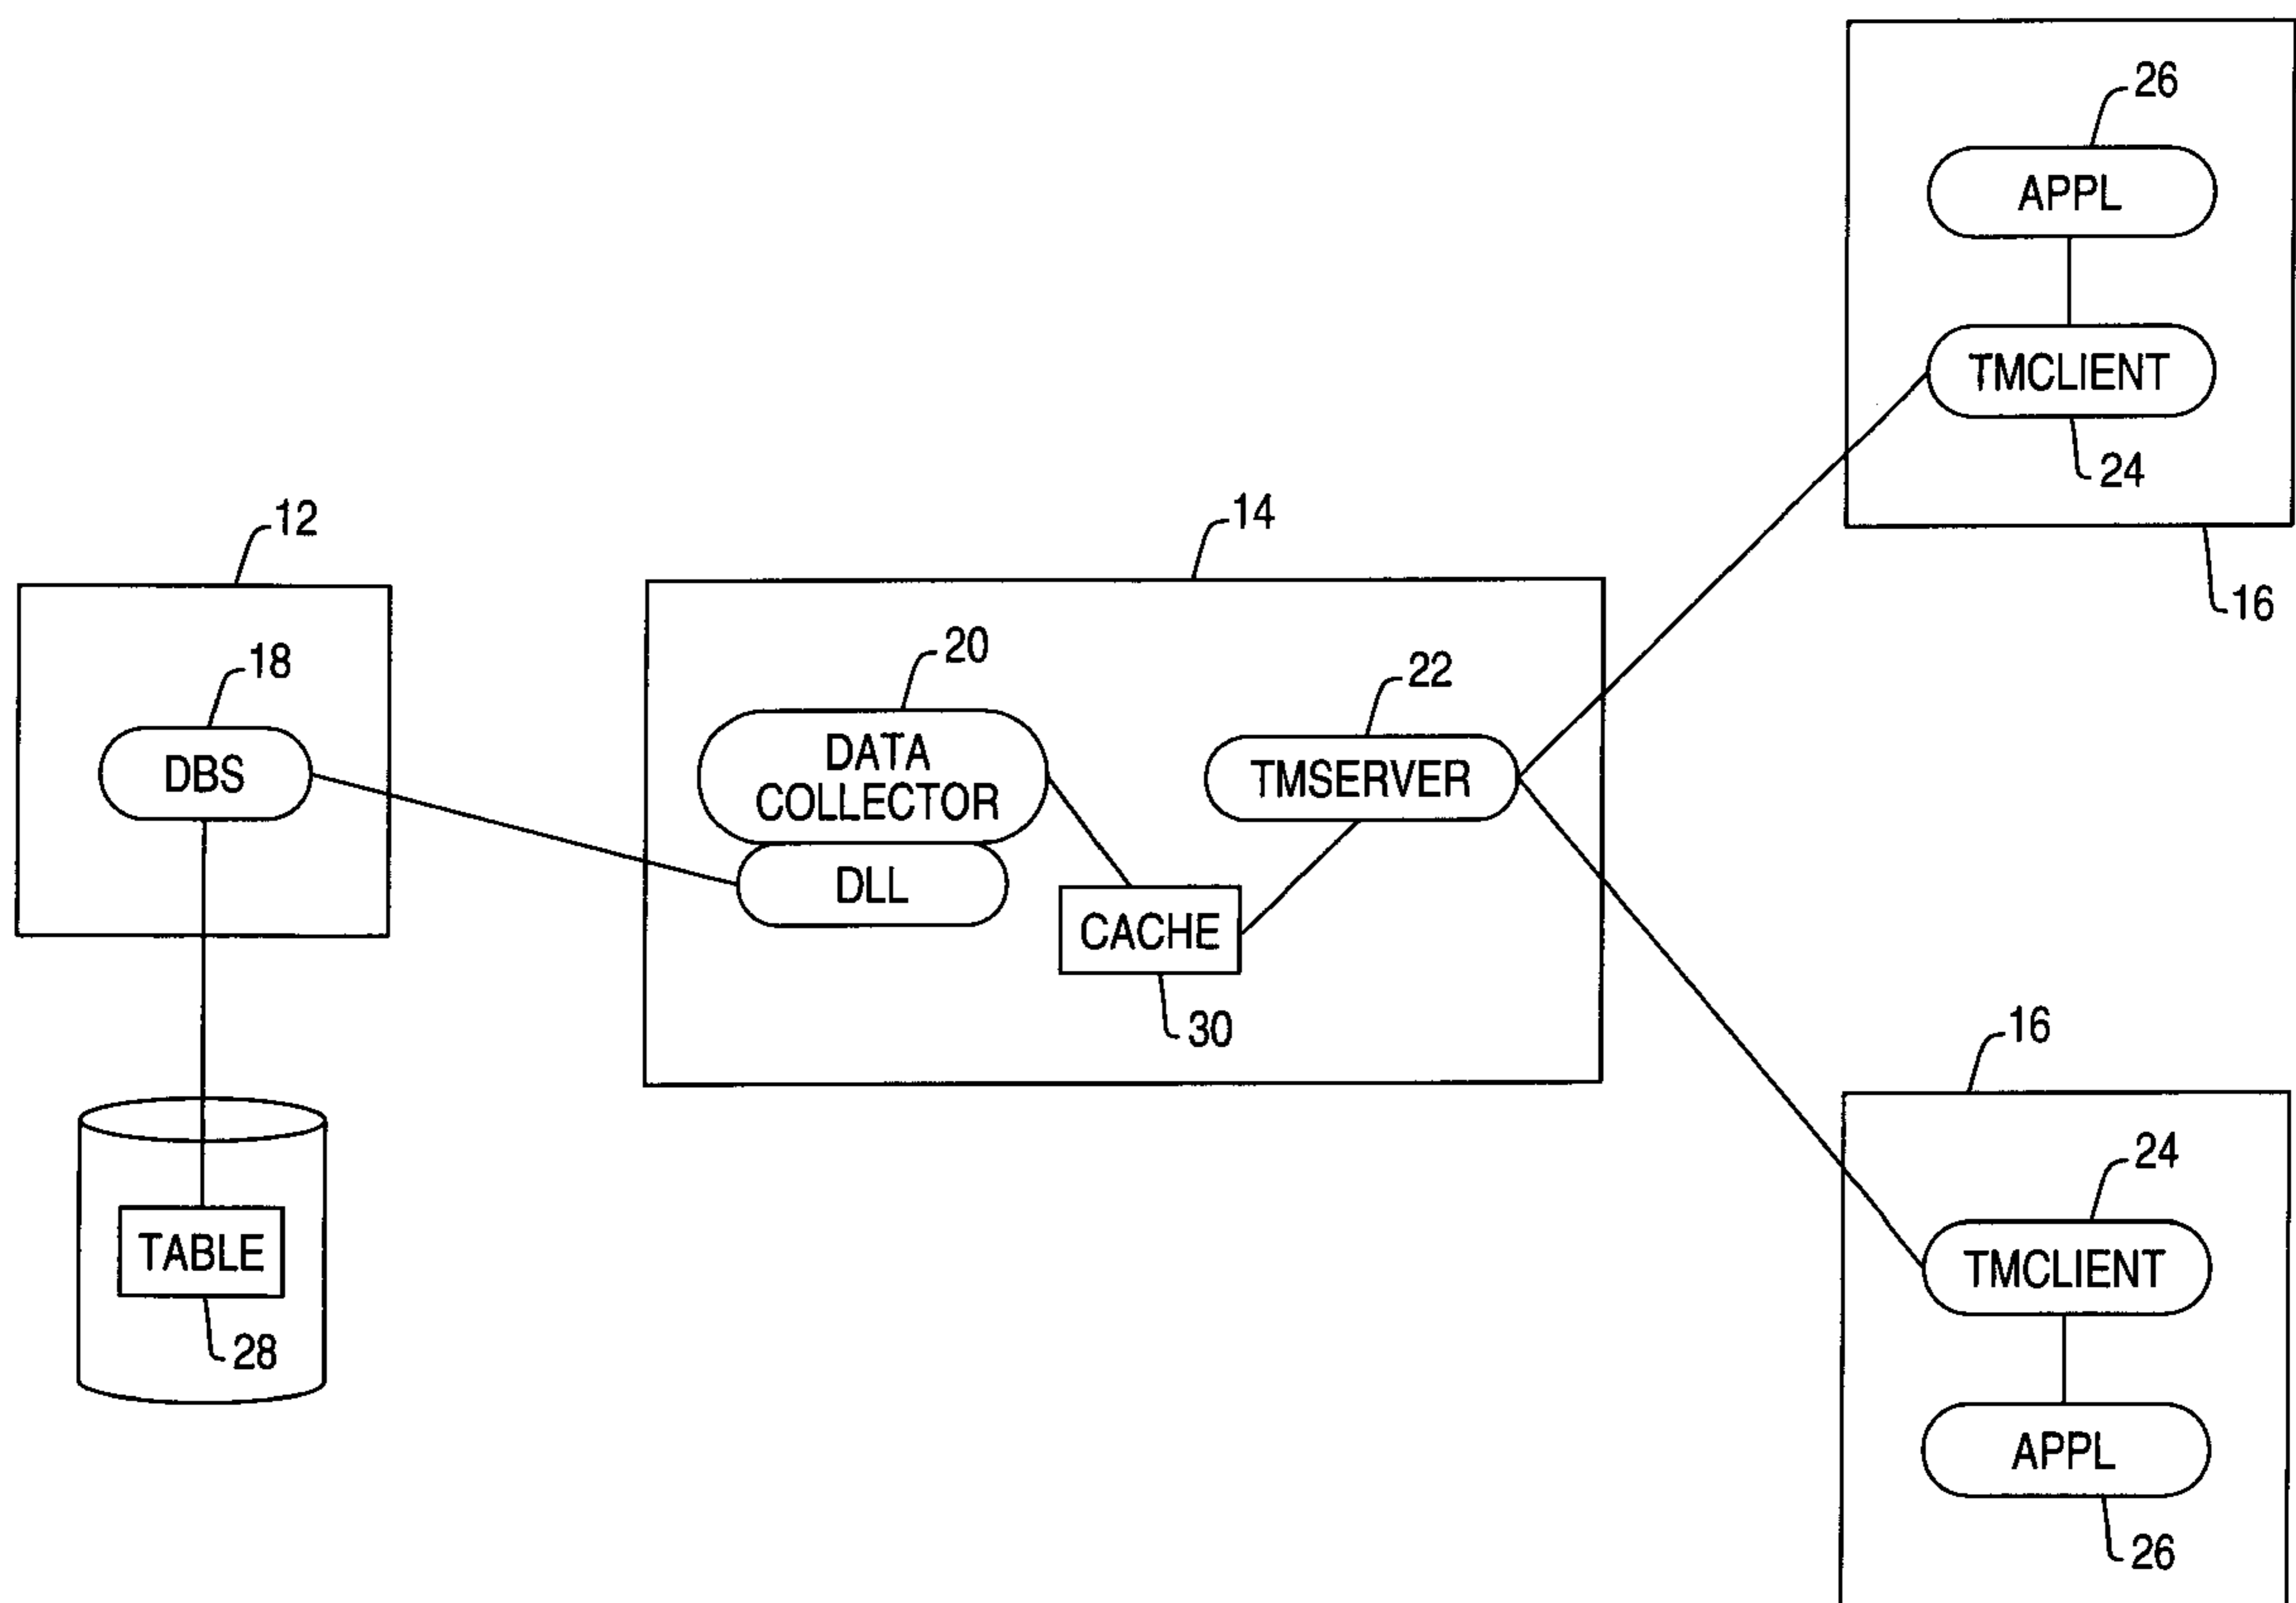 26
APPL
TMCLIENT
24
16
12
18
DBS
14
20
DATA
COLLECTOR
DLL
22
TMSERVER
CACHE
30
TABLE
28
16
24
TMCLIENT
APPL
26